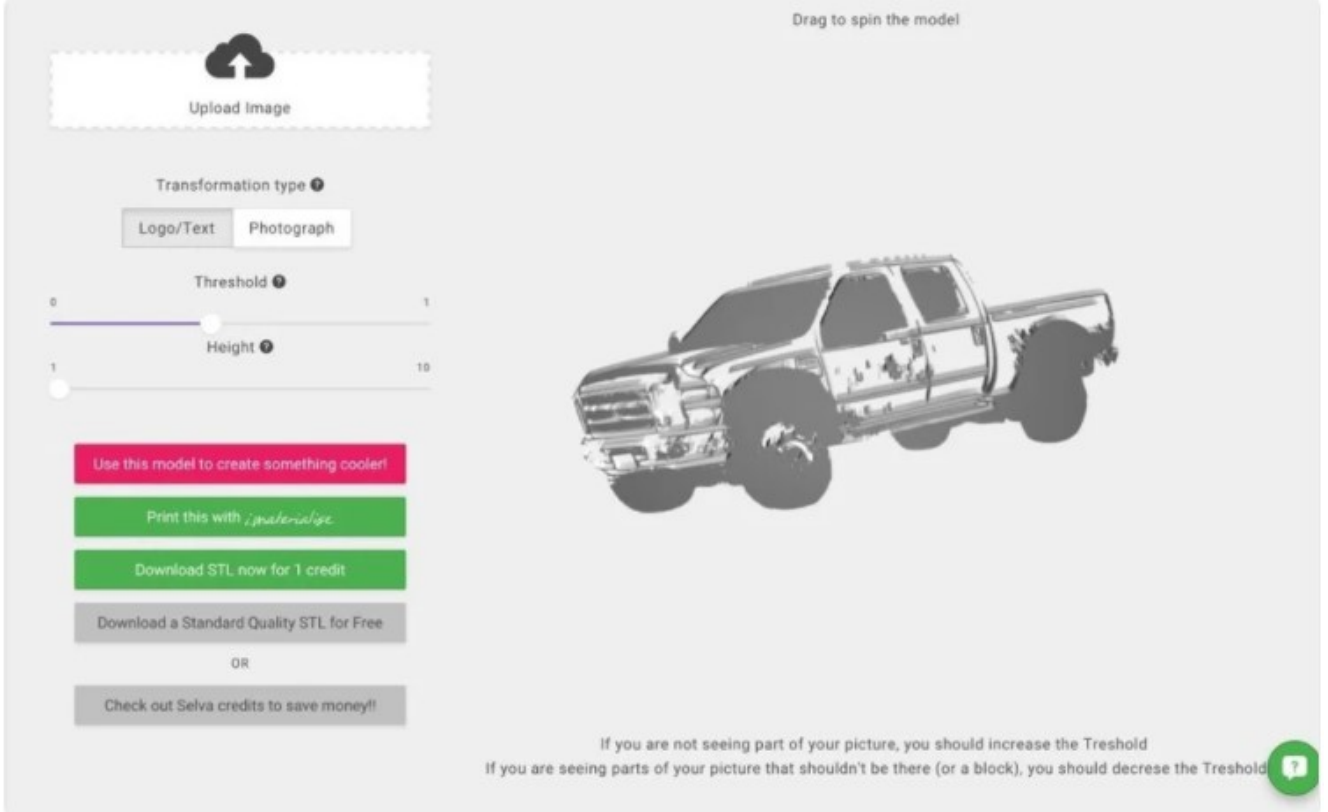 Drag to spin the model
Upload Image
Transformation type ?
Logo/Text Photograph
Threshold ?
0 1
Height ?
1 10
Use this model to create something cooler!
Print this with i.materialise
Download STL now for 1 credit
Download a Standard Quality STL for Free
OR
Check out Selva credits to save money!!
If you are not seeing part of your picture, you should increase the Treshold
If you are seeing parts of your picture that shouldn't be there (or a block), you should decrese the Treshold
?